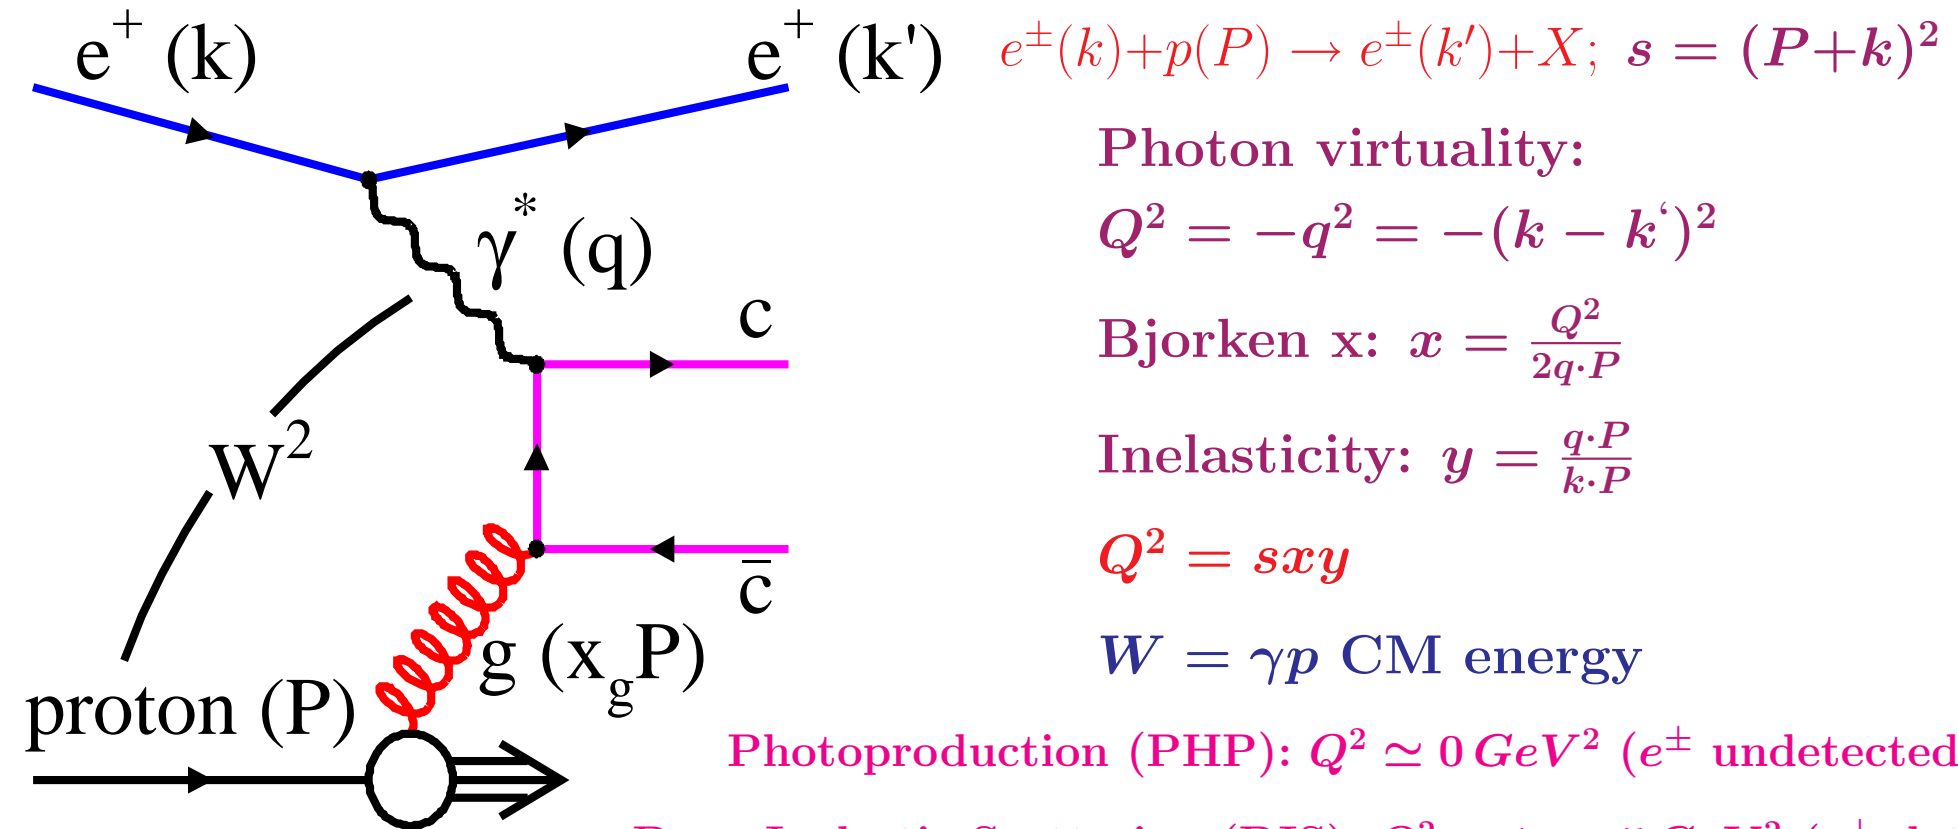 e⁺ (k)
e⁺ (k')
γ* (q)
c
W²
c̄
g (x_gP)
proton (P)
e^±(k)+p(P) → e^±(k′)+X; s = (P+k)²
Photon virtuality:
Q² = −q² = −(k − k‘)²
Bjorken x: x = Q²/2q·P
Inelasticity: y = q·P/k·P
Q² = sxy
W = γp CM energy
Photoproduction (PHP): Q² ≃ 0 GeV² (e^± undetected